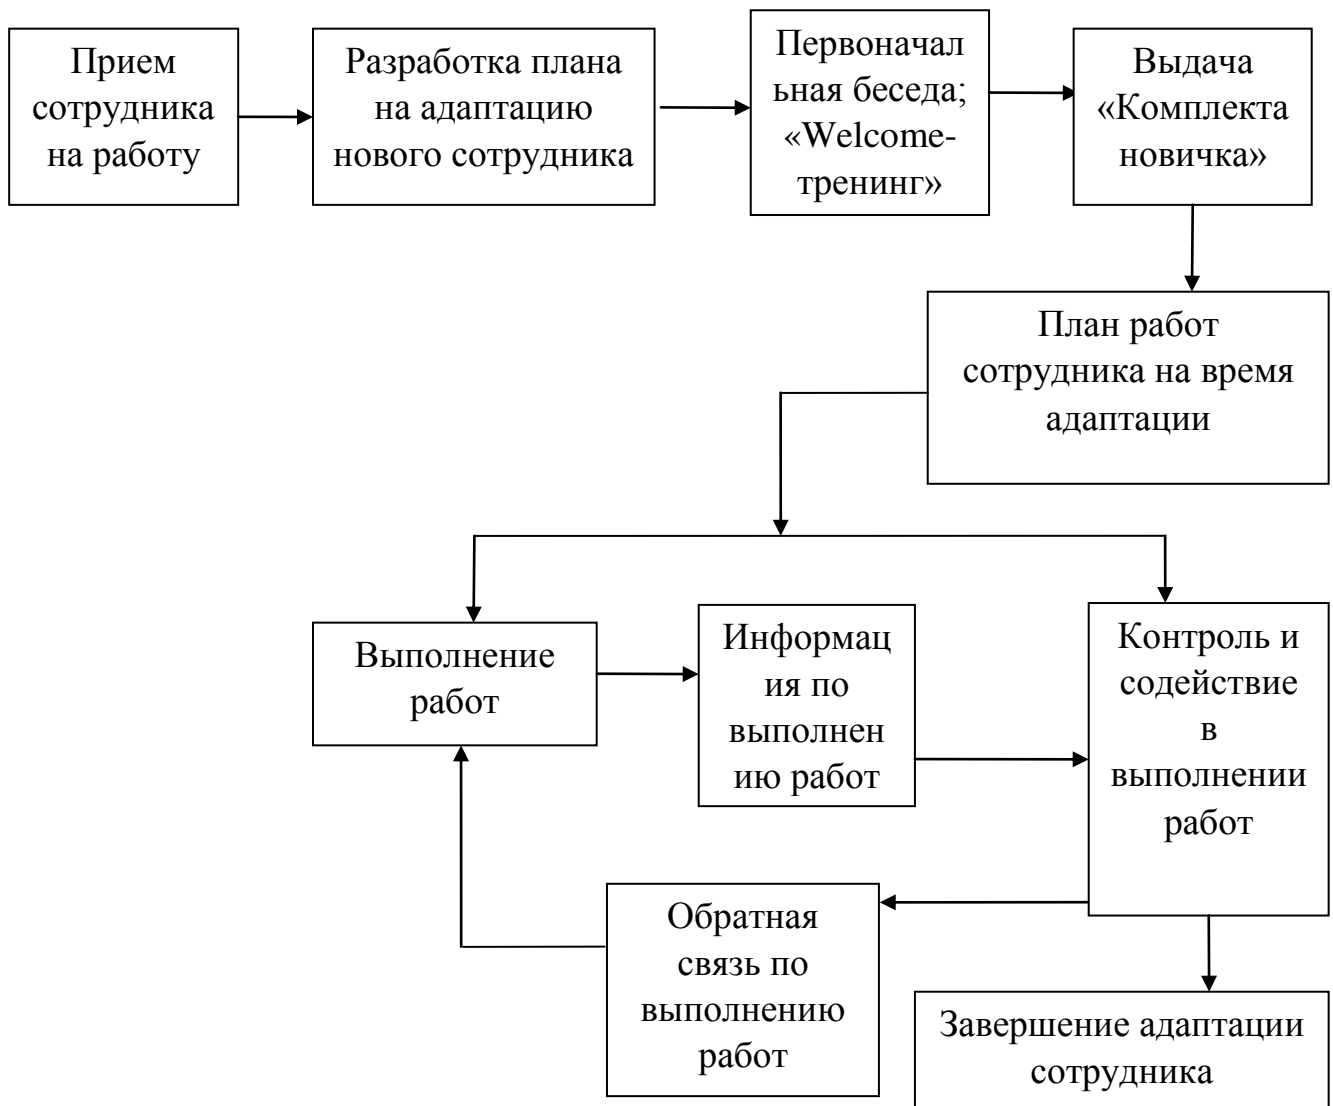 Прием
сотрудника
на работу
Разработка плана
на адаптацию
нового сотрудника
Первоначал
ьная беседа;
«Welcome-
тренинг»
Выдача
«Комплекта
новичка»
План работ
сотрудника на время
адаптации
Выполнение
работ
Информац
ия по
выполнен
ию работ
Контроль и
содействие
в
выполнении
работ
Обратная
связь по
выполнению
работ
Завершение адаптации
сотрудника